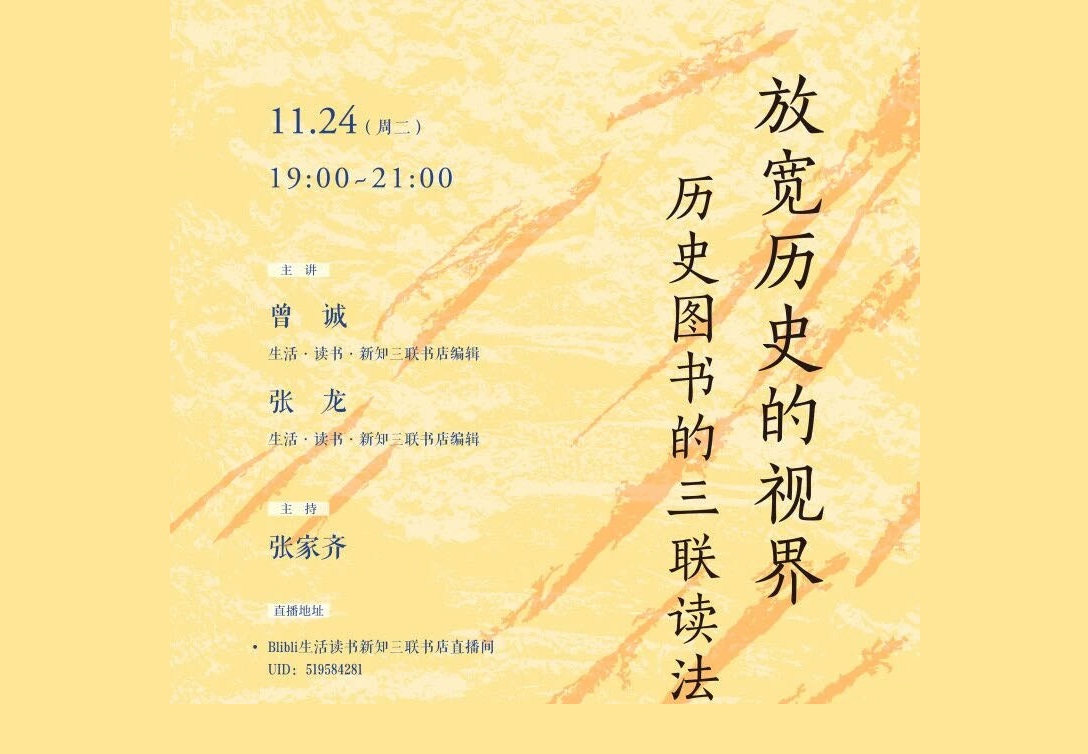 放宽历史的视界
历史图书的三联读法
11.24（周二）
19:00~21:00
主 讲
曾 诚
生活·读书·新知三联书店编辑
张 龙
生活·读书·新知三联书店编辑
主 持
张家齐
直播地址
• Blibli生活读书新知三联书店直播间
UID: 519584281